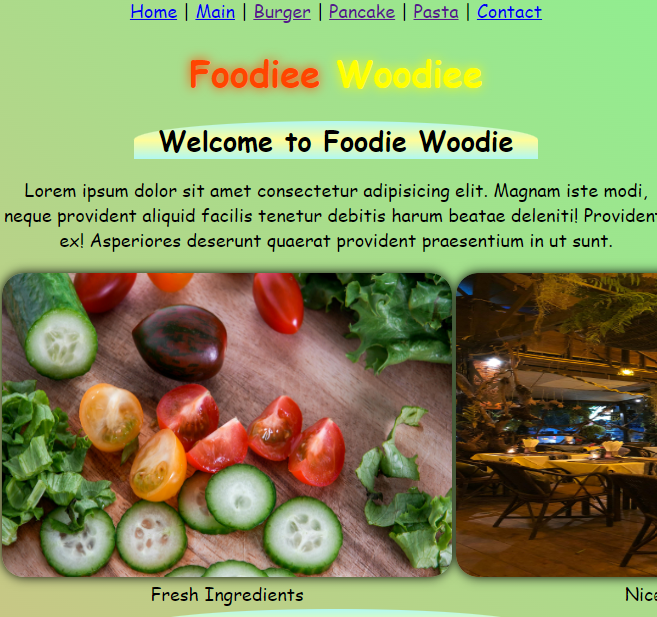 Home | Main | Burger | Pancake | Pasta | Contact
Foodiee Woodiee
Welcome to Foodie Woodie
Lorem ipsum dolor sit amet consectetur adipisicing elit. Magnam iste modi,
neque provident aliquid facilis tenetur debitis harum beatae deleniti! Provident
ex! Asperiores deserunt quaerat provident praesentium in ut sunt.
Fresh Ingredients